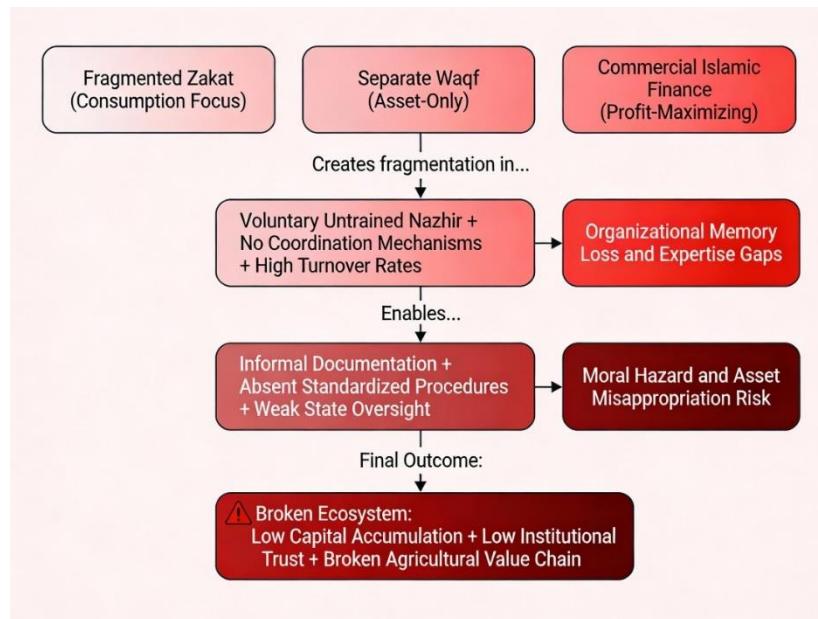 Fragmented Zakat
(Consumption Focus)
Separate Waqf
(Asset-Only)
Commercial Islamic
Finance
(Profit-Maximizing)
Creates fragmentation in...
Voluntary Untrained Nazhir +
No Coordination Mechanisms
+ High Turnover Rates
Organizational Memory
Loss and Expertise Gaps
Enables...
Informal Documentation +
Absent Standardized Procedures
+ Weak State Oversight
Moral Hazard and Asset
Misappropriation Risk
Final Outcome:
Broken Ecosystem:
Low Capital Accumulation + Low Institutional
Trust + Broken Agricultural Value Chain